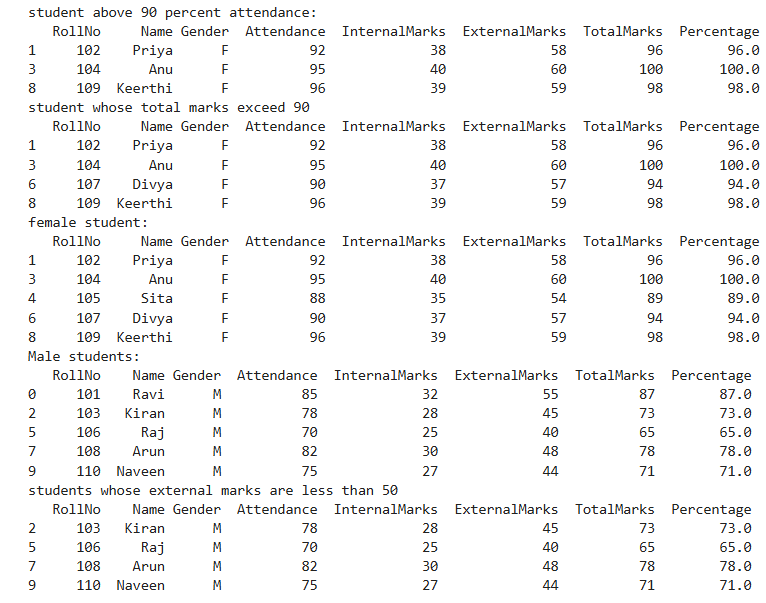 student above 90 percent attendance:
   RollNo     Name Gender  Attendance  InternalMarks  ExternalMarks  TotalMarks  Percentage
1     102    Priya      F          92             38             58          96        96.0
3     104      Anu      F          95             40             60         100       100.0
8     109  Keerthi      F          96             39             59          98        98.0
student whose total marks exceed 90
   RollNo     Name Gender  Attendance  InternalMarks  ExternalMarks  TotalMarks  Percentage
1     102    Priya      F          92             38             58          96        96.0
3     104      Anu      F          95             40             60         100       100.0
6     107    Divya      F          90             37             57          94        94.0
8     109  Keerthi      F          96             39             59          98        98.0
female student:
   RollNo     Name Gender  Attendance  InternalMarks  ExternalMarks  TotalMarks  Percentage
1     102    Priya      F          92             38             58          96        96.0
3     104      Anu      F          95             40             60         100       100.0
4     105     Sita      F          88             35             54          89        89.0
6     107    Divya      F          90             37             57          94        94.0
8     109  Keerthi      F          96             39             59          98        98.0
Male students:
   RollNo    Name Gender  Attendance  InternalMarks  ExternalMarks  TotalMarks  Percentage
0     101    Ravi      M          85             32             55          87        87.0
2     103   Kiran      M          78             28             45          73        73.0
5     106     Raj      M          70             25             40          65        65.0
7     108    Arun      M          82             30             48          78        78.0
9     110  Naveen      M          75             27             44          71        71.0
students whose external marks are less than 50
   RollNo    Name Gender  Attendance  InternalMarks  ExternalMarks  TotalMarks  Percentage
2     103   Kiran      M          78             28             45          73        73.0
5     106     Raj      M          70             25             40          65        65.0
7     108    Arun      M          82             30             48          78        78.0
9     110  Naveen      M          75             27             44          71        71.0